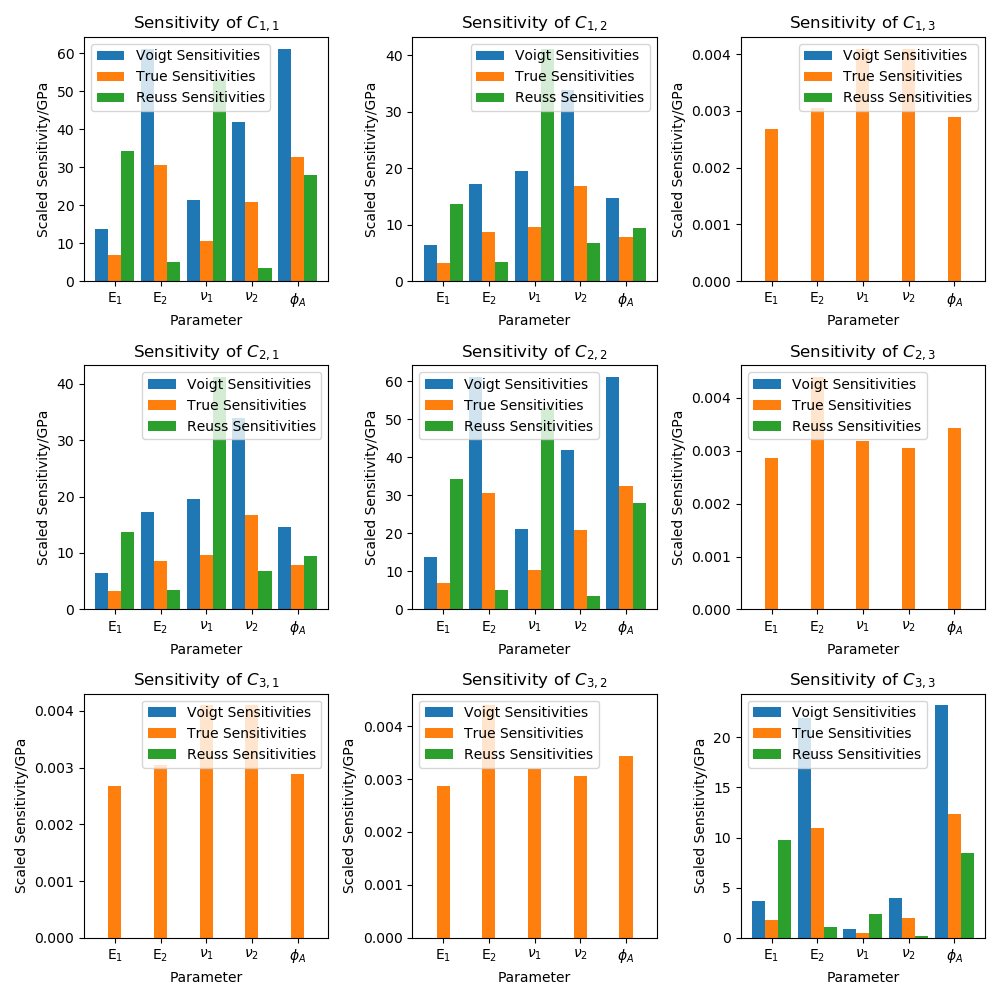 Sensitivity of C1,1
Scaled Sensitivity/GPa
60
50
40
30
20
10
0
Voigt Sensitivities
True Sensitivities
Reuss Sensitivities
E1 E2 ν1 ν2 ϕA
Parameter
Sensitivity of C1,2
Scaled Sensitivity/GPa
40
30
20
10
0
Voigt Sensitivities
True Sensitivities
Reuss Sensitivities
E1 E2 ν1 ν2 ϕA
Parameter
Sensitivity of C1,3
Scaled Sensitivity/GPa
0.004
0.003
0.002
0.001
0.000
Voigt Sensitivities
True Sensitivities
Reuss Sensitivities
E1 E2 ν1 ν2 ϕA
Parameter
Sensitivity of C2,1
Scaled Sensitivity/GPa
40
30
20
10
0
Voigt Sensitivities
True Sensitivities
Reuss Sensitivities
E1 E2 ν1 ν2 ϕA
Parameter
Sensitivity of C2,2
Scaled Sensitivity/GPa
60
50
40
30
20
10
0
Voigt Sensitivities
True Sensitivities
Reuss Sensitivities
E1 E2 ν1 ν2 ϕA
Parameter
Sensitivity of C2,3
Scaled Sensitivity/GPa
0.004
0.003
0.002
0.001
0.000
Voigt Sensitivities
True Sensitivities
Reuss Sensitivities
E1 E2 ν1 ν2 ϕA
Parameter
Sensitivity of C3,1
Scaled Sensitivity/GPa
0.004
0.003
0.002
0.001
0.000
Voigt Sensitivities
True Sensitivities
Reuss Sensitivities
E1 E2 ν1 ν2 ϕA
Parameter
Sensitivity of C3,2
Scaled Sensitivity/GPa
0.004
0.003
0.002
0.001
0.000
Voigt Sensitivities
True Sensitivities
Reuss Sensitivities
E1 E2 ν1 ν2 ϕA
Parameter
Sensitivity of C3,3
Scaled Sensitivity/GPa
20
15
10
5
0
Voigt Sensitivities
True Sensitivities
Reuss Sensitivities
E1 E2 ν1 ν2 ϕA
Parameter